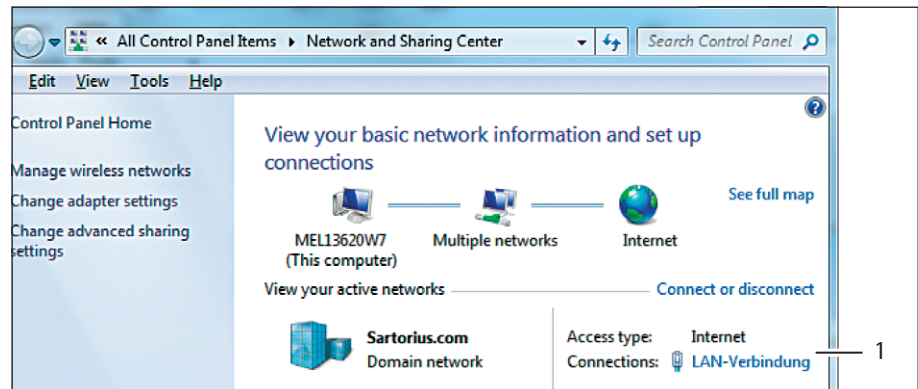 « All Control Panel Items ▸ Network and Sharing Center
Search Control Panel
Edit View Tools Help
Control Panel Home
Manage wireless networks
Change adapter settings
Change advanced sharing
settings
View your basic network information and set up
connections
See full map
MEL13620W7
(This computer)
Multiple networks
Internet
View your active networks
Connect or disconnect
Sartorius.com
Domain network
Access type: Internet
Connections: LAN-Verbindung
1